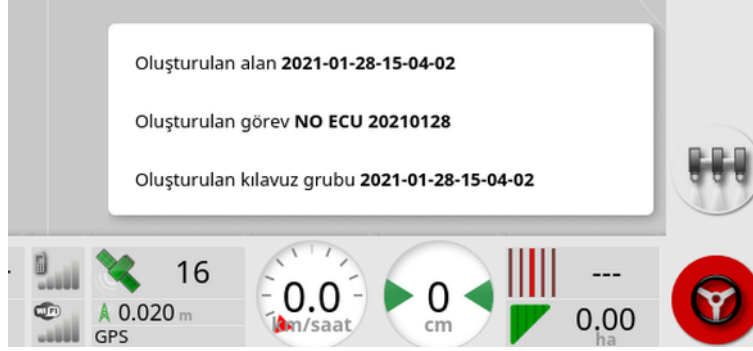 Oluşturulan alan 2021-01-28-15-04-02
Oluşturulan görev NO ECU 20210128
Oluşturulan kılavuz grubu 2021-01-28-15-04-02
16
0.020 m
GPS
WiFi
0.0
km/saat
0
cm
---
0.00
ha